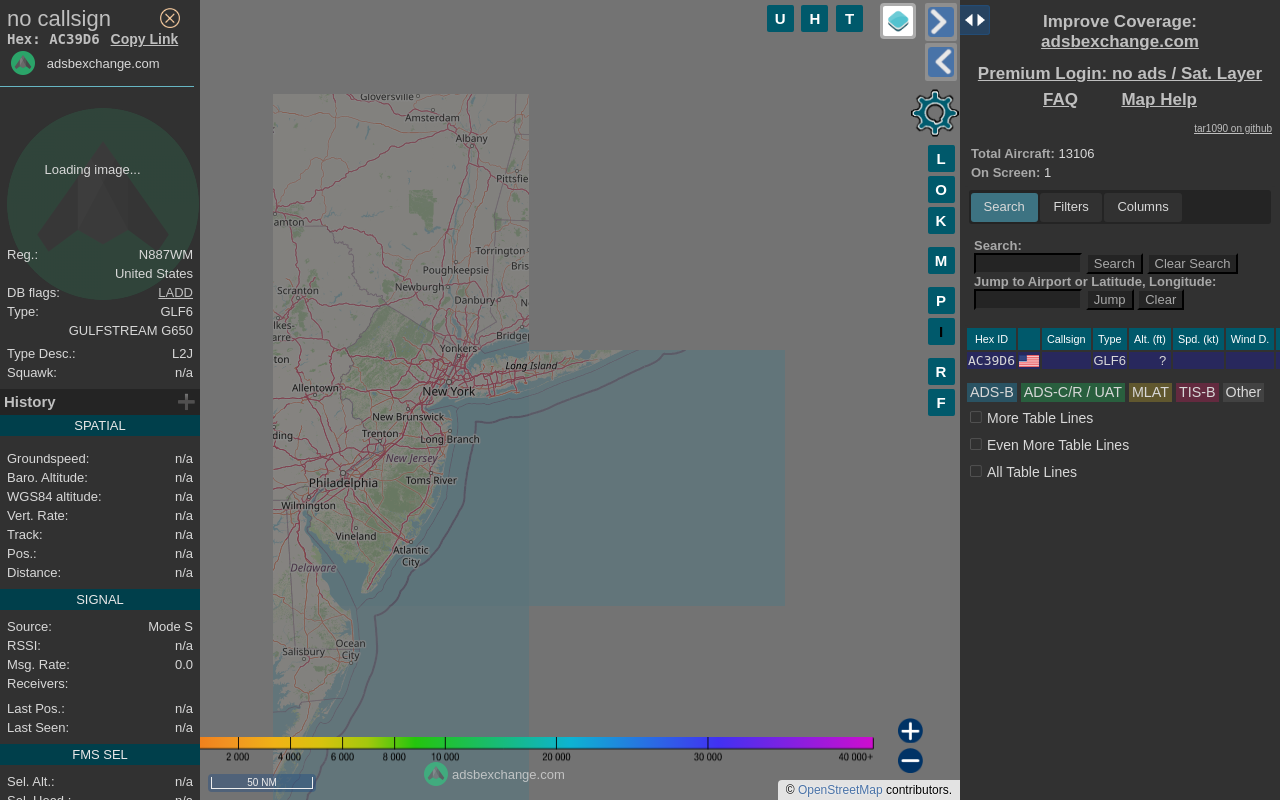 no callsign
Hex: AC39D6 Copy Link
adsbexchange.com
Loading image...
Reg.: N887WM
United States
DB flags: LADD
Type: GLF6
GULFSTREAM G650
Type Desc.: L2J
Squawk: n/a
History
SPATIAL
Groundspeed: n/a
Baro. Altitude: n/a
WGS84 altitude: n/a
Vert. Rate: n/a
Track: n/a
Pos.: n/a
Distance: n/a
SIGNAL
Source: Mode S
RSSI: n/a
Msg. Rate: 0.0
Receivers:
Last Pos.: n/a
Last Seen: n/a
FMS SEL
Sel. Alt.: n/a
Sel. Head.: n/a
U H T
L
O
K
M
P
I
R
F
Gloversville
Amsterdam
Albany
Pittsfie
amton
Torrington
Poughkeepsie
Bris
Scranton
Newburgh
Danbury
N
lkes-
arre
Bridgep
Yonkers
ton
Long Island
Allentown
New York
New Brunswick
Trenton
Long Branch
ding
New Jersey
Philadelphia
Toms River
Wilmington
Vineland
Atlantic
City
Delaware
Ocean
City
Salisbury
2 000 4 000 6 000 8 000 10 000 20 000 30 000 40 000+
adsbexchange.com
50 NM
© OpenStreetMap contributors.
Improve Coverage:
adsbexchange.com
Premium Login: no ads / Sat. Layer
FAQ Map Help
tar1090 on github
Total Aircraft: 13106
On Screen: 1
Search Filters Columns
Search:
Search Clear Search
Jump to Airport or Latitude, Longitude:
Jump Clear
Hex ID Callsign Type Alt. (ft) Spd. (kt) Wind D.
AC39D6 GLF6 ?
ADS-B ADS-C/R / UAT MLAT TIS-B Other
More Table Lines
Even More Table Lines
All Table Lines